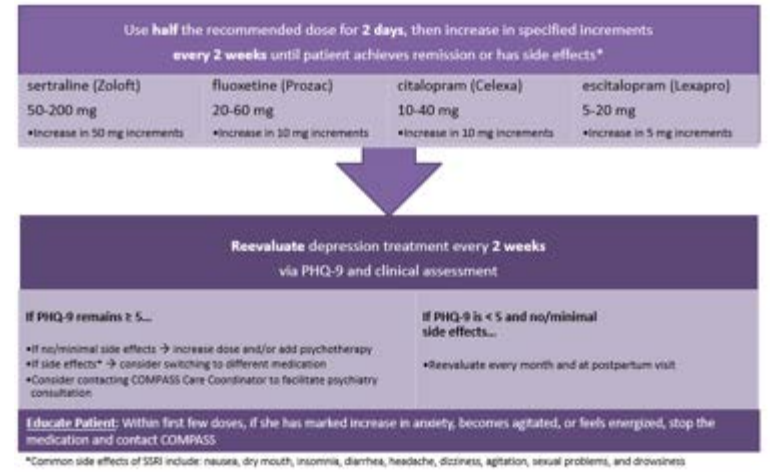 Use half the recommended dose for 2 days, then increase in specified increments
every 2 weeks until patient achieves remission or has side effects*
sertraline (Zoloft)
50-200 mg
•Increase in 50 mg increments
fluoxetine (Prozac)
20-60 mg
•Increase in 10 mg increments
citalopram (Celexa)
10-40 mg
•Increase in 10 mg increments
escitalopram (Lexapro)
5-20 mg
•Increase in 5 mg increments
Reevaluate depression treatment every 2 weeks
via PHQ-9 and clinical assessment
If PHQ-9 remains ≥ 5...
•If no/minimal side effects → increase dose and/or add psychotherapy
•If side effects* → consider switching to different medication
•Consider contacting COMPASS Care Coordinator to facilitate psychiatry
consultation
If PHQ-9 is < 5 and no/minimal
side effects...
•Reevaluate every month and at postpartum visit
Educate Patient: Within first few doses, if she has marked increase in anxiety, becomes agitated, or feels energized, stop the
medication and contact COMPASS
*Common side effects of SSRI include: nausea, dry mouth, insomnia, diarrhea, headache, dizziness, agitation, sexual problems, and drowsiness